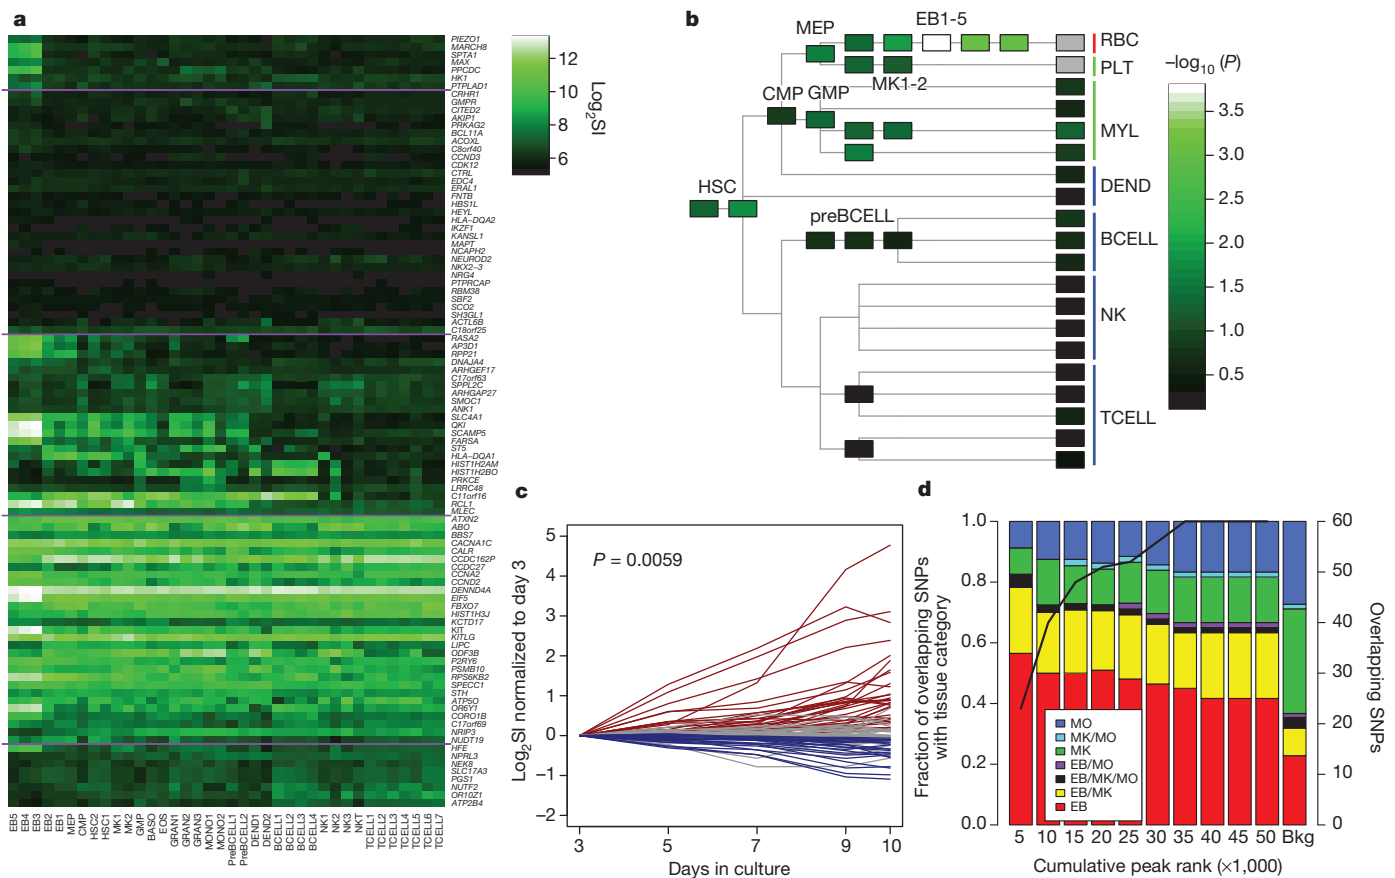 a
PIEZO1
MARCH8
SPTA1
MAX
PPCDC
HK1
PTPLAD1
CRHR1
GMPR
CITED2
AKIP1
PRKAG2
BCL11A
ACOXL
C8orf40
CCND3
CDK12
CTRL
EDC4
ERAL1
FNTB
HBS1L
HEYL
HLA-DQA2
IKZF1
KANSL1
MAPT
NCAPH2
NEUROD2
NKX2-3
NRG4
PTPRCAP
RBM38
SBF2
SCO2
SH3GL1
ACTL6B
C18orf25
RASA2
AP3D1
RPP21
DNAJA4
ARHGEF17
C17orf63
SPPL2C
ARHGAP27
SMOC1
ANK1
SLC4A1
QKI
SCAMP5
FARSA
ST5
HLA-DQA1
HIST1H2AM
HIST1H2BO
PRKCE
LRRC48
C11orf16
RCL1
MLEC
ATXN2
ABO
BBS7
CACNA1C
CALR
CCDC162P
CCDC27
CCNA2
CCND2
DENND4A
EIF5
FBXO7
HIST1H3J
KCTD17
KIT
KITLG
LIPC
ODF3B
P2RY6
PSMB10
RPS6KB2
SPECC1
STH
ATP5O
OR6Y1
CORO1B
C17orf69
NRIP3
NUDT19
HFE
NPRL3
NEK8
SLC17A3
PGS1
NUTF2
OR10Z1
ATP2B4
EB5
EB4
EB3
EB2
EB1
MEP
CMP
HSC2
HSC1
MK1
MK2
GMP
BASO
EOS
GRAN1
GRAN2
GRAN3
MONO1
MONO2
PreBCELL1
PreBCELL2
DEND1
DEND2
BCELL1
BCELL2
BCELL3
BCELL4
NK1
NK2
NK3
NKT
TCELL1
TCELL2
TCELL3
TCELL4
TCELL5
TCELL6
TCELL7
12
10
8
6
Log2SI
b
EB1-5
MEP
RBC
PLT
MK1-2
CMP
GMP
MYL
HSC
DEND
preBCELL
BCELL
NK
TCELL
−log10 (P)
3.5
3.0
2.5
2.0
1.5
1.0
0.5
c
P = 0.0059
Log2SI normalized to day 3
5
4
3
2
1
0
−1
−2
3
5
7
9
10
Days in culture
d
Fraction of overlapping SNPs
with tissue category
1.0
0.8
0.6
0.4
0.2
0.0
MO
MK/MO
MK
EB/MO
EB/MK/MO
EB/MK
EB
60
50
40
30
20
10
0
Overlapping SNPs
5 10 15 20 25 30 35 40 45 50 Bkg
Cumulative peak rank (×1,000)